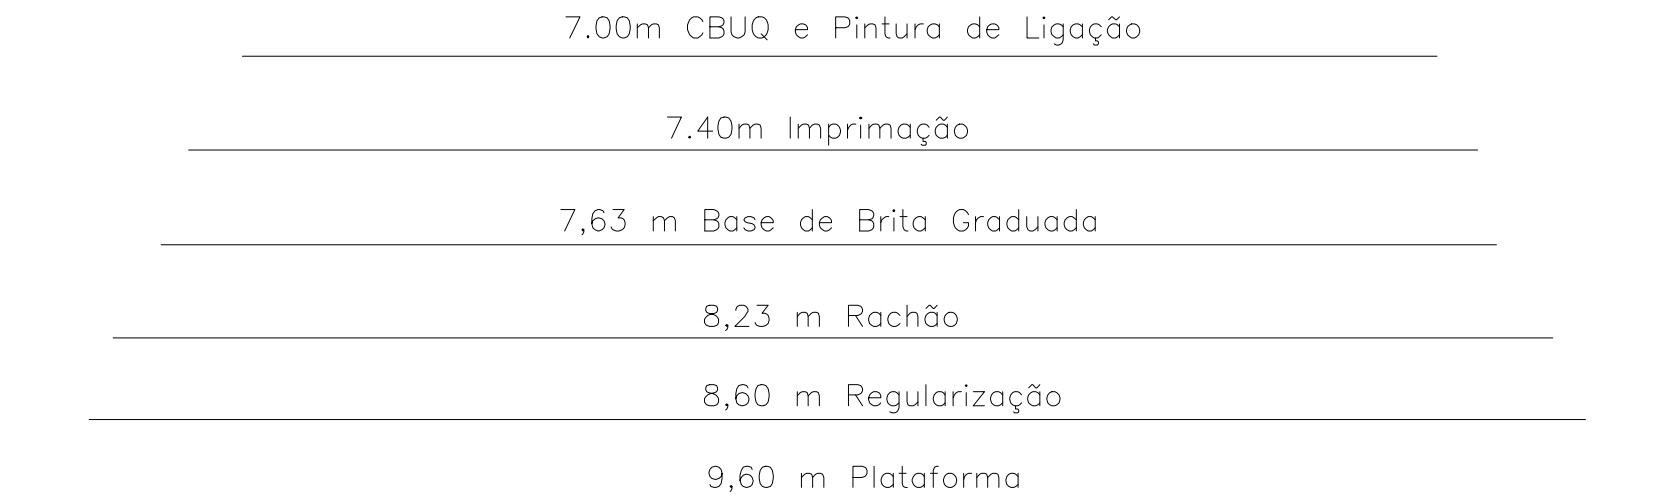 7.00m CBUQ e Pintura de Ligação
7.40m Imprimação
7,63 m Base de Brita Graduada
8,23 m Rachão
8,60 m Regularização
9,60 m Plataforma